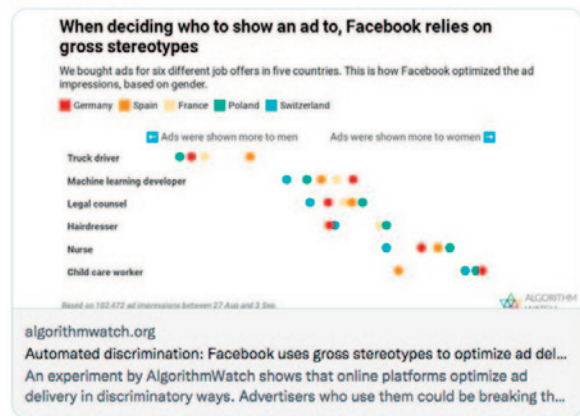 When deciding who to show an ad to, Facebook relies on
gross stereotypes
We bought ads for six different job offers in five countries. This is how Facebook optimized the ad
impressions, based on gender.
Germany Spain France Poland Switzerland
← Ads were shown more to men Ads were shown more to women →
Truck driver
Machine learning developer
Legal counsel
Hairdresser
Nurse
Child care worker
Based on 102,472 ad impressions between 27 Aug and 2 Sep.
ALGORITHM
WATCH
algorithmwatch.org
Automated discrimination: Facebook uses gross stereotypes to optimize ad del...
An experiment by AlgorithmWatch shows that online platforms optimize ad
delivery in discriminatory ways. Advertisers who use them could be breaking th...